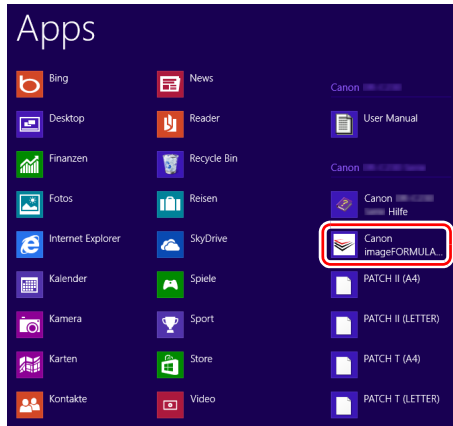 Apps
Bing
Desktop
Finanzen
Fotos
Internet Explorer
Kalender
Kamera
Karten
Kontakte
News
Reader
Recycle Bin
Reisen
SkyDrive
Spiele
Sport
Store
Video
Canon
User Manual
Canon
Canon
Hilfe
Canon
imageFORMULA...
PATCH II (A4)
PATCH II (LETTER)
PATCH T (A4)
PATCH T (LETTER)